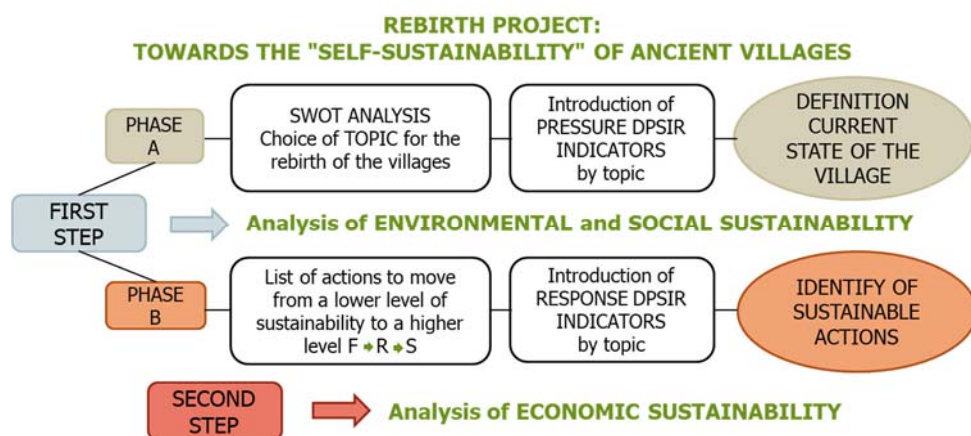 REBIRTH PROJECT:
TOWARDS THE "SELF-SUSTAINABILITY" OF ANCIENT VILLAGES
PHASE
A
SWOT ANALYSIS
Choice of TOPIC for the
rebirth of the villages
Introduction of
PRESSURE DPSIR
INDICATORS
by topic
DEFINITION
CURRENT
STATE OF THE
VILLAGE
FIRST
STEP
Analysis of ENVIRONMENTAL and SOCIAL SUSTAINABILITY
PHASE
B
List of actions to move
from a lower level of
sustainability to a higher
level F ➔ R ➔ S
Introduction of
RESPONSE DPSIR
INDICATORS
by topic
IDENTIFY OF
SUSTAINABLE
ACTIONS
SECOND
STEP
Analysis of ECONOMIC SUSTAINABILITY